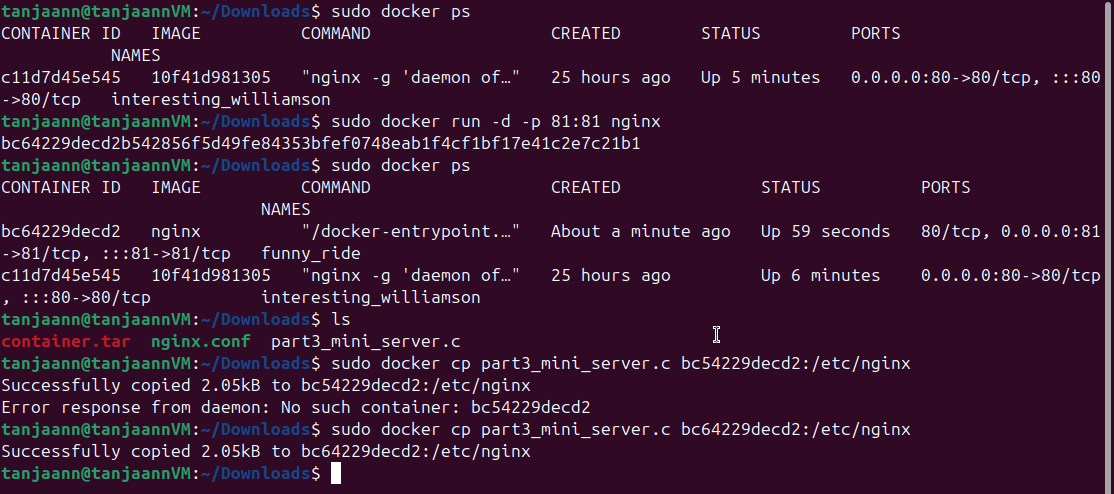 tanjaann@tanjaannVM:~/Downloads$ sudo docker ps
CONTAINER ID   IMAGE          COMMAND                  CREATED        STATUS         PORTS
           NAMES
c11d7d45e545   10f41d981305   "nginx -g 'daemon of…"   25 hours ago   Up 5 minutes   0.0.0.0:80->80/tcp, :::80
->80/tcp   interesting_williamson
tanjaann@tanjaannVM:~/Downloads$ sudo docker run -d -p 81:81 nginx
bc64229decd2b542856f5d49fe84353bfef0748eab1f4cf1bf17e41c2e7c21b1
tanjaann@tanjaannVM:~/Downloads$ sudo docker ps
CONTAINER ID   IMAGE          COMMAND                  CREATED              STATUS          PORTS
                          NAMES
bc64229decd2   nginx          "/docker-entrypoint.…"   About a minute ago   Up 59 seconds   80/tcp, 0.0.0.0:81
->81/tcp, :::81->81/tcp   funny_ride
c11d7d45e545   10f41d981305   "nginx -g 'daemon of…"   25 hours ago         Up 6 minutes    0.0.0.0:80->80/tcp
, :::80->80/tcp           interesting_williamson
tanjaann@tanjaannVM:~/Downloads$ ls
container.tar  nginx.conf  part3_mini_server.c
tanjaann@tanjaannVM:~/Downloads$ sudo docker cp part3_mini_server.c bc54229decd2:/etc/nginx
Successfully copied 2.05kB to bc54229decd2:/etc/nginx
Error response from daemon: No such container: bc54229decd2
tanjaann@tanjaannVM:~/Downloads$ sudo docker cp part3_mini_server.c bc64229decd2:/etc/nginx
Successfully copied 2.05kB to bc64229decd2:/etc/nginx
tanjaann@tanjaannVM:~/Downloads$